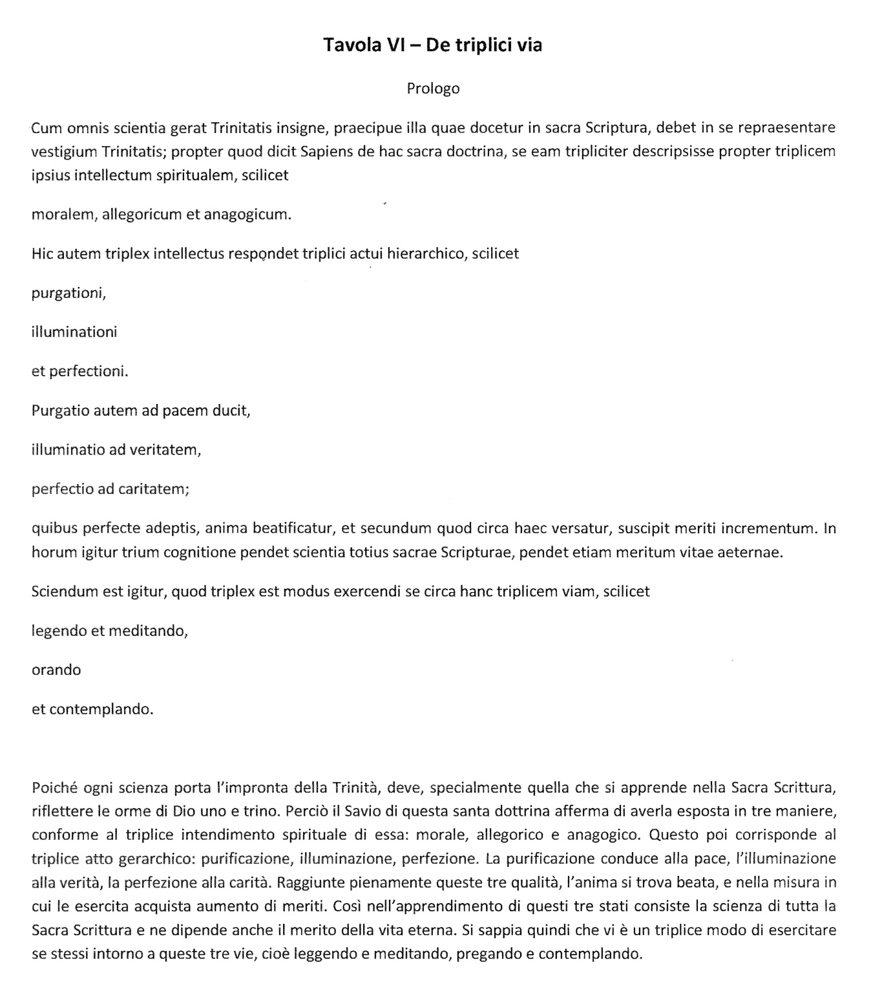 Tavola VI – De triplici via
Prologo
Cum omnis scientia gerat Trinitatis insigne, praecipue illa quae docetur in sacra Scriptura, debet in se repraesentare
vestigium Trinitatis; propter quod dicit Sapiens de hac sacra doctrina, se eam tripliciter descripsisse propter triplicem
ipsius intellectum spiritualem, scilicet
moralem, allegoricum et anagogicum.
Hic autem triplex intellectus respondet triplici actui hierarchico, scilicet
purgationi,
illuminationi
et perfectioni.
Purgatio autem ad pacem ducit,
illuminatio ad veritatem,
perfectio ad caritatem;
quibus perfecte adeptis, anima beatificatur, et secundum quod circa haec versatur, suscipit meriti incrementum. In
horum igitur trium cognitione pendet scientia totius sacrae Scripturae, pendet etiam meritum vitae aeternae.
Sciendum est igitur, quod triplex est modus exercendi se circa hanc triplicem viam, scilicet
legendo et meditando,
orando
et contemplando.
Poiché ogni scienza porta l'impronta della Trinità, deve, specialmente quella che si apprende nella Sacra Scrittura,
riflettere le orme di Dio uno e trino. Perciò il Savio di questa santa dottrina afferma di averla esposta in tre maniere,
conforme al triplice intendimento spirituale di essa: morale, allegorico e anagogico. Questo poi corrisponde al
triplice atto gerarchico: purificazione, illuminazione, perfezione. La purificazione conduce alla pace, l'illuminazione
alla verità, la perfezione alla carità. Raggiunte pienamente queste tre qualità, l'anima si trova beata, e nella misura in
cui le esercita acquista aumento di meriti. Così nell'apprendimento di questi tre stati consiste la scienza di tutta la
Sacra Scrittura e ne dipende anche il merito della vita eterna. Si sappia quindi che vi è un triplice modo di esercitare
se stessi intorno a queste tre vie, cioè leggendo e meditando, pregando e contemplando.